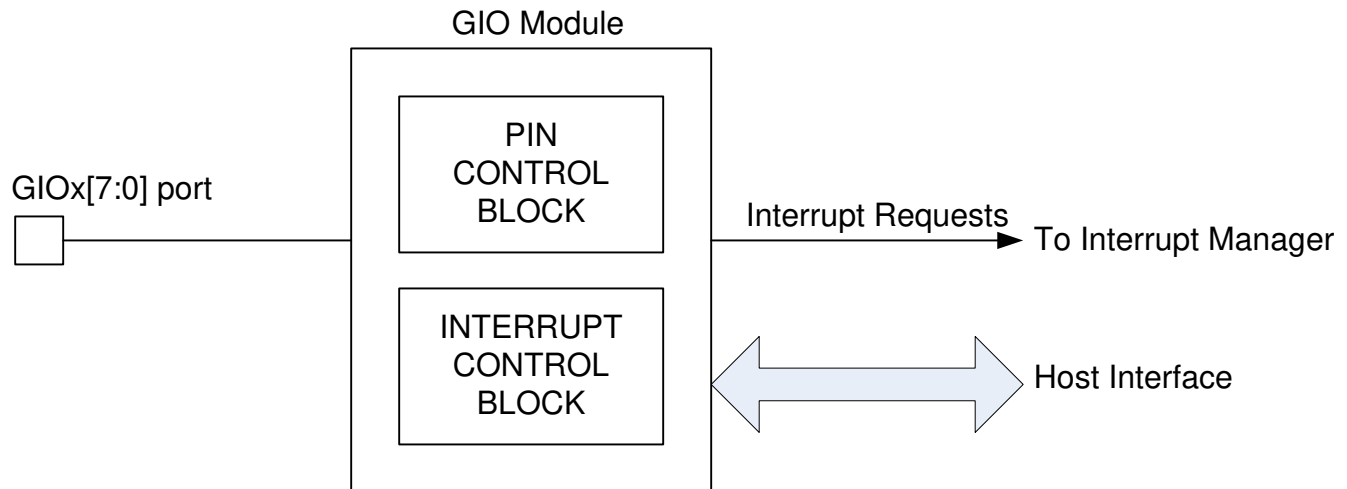 GIO Module
PIN
CONTROL
BLOCK
GIOx[7:0] port
Interrupt Requests
To Interrupt Manager
INTERRUPT
CONTROL
BLOCK
Host Interface